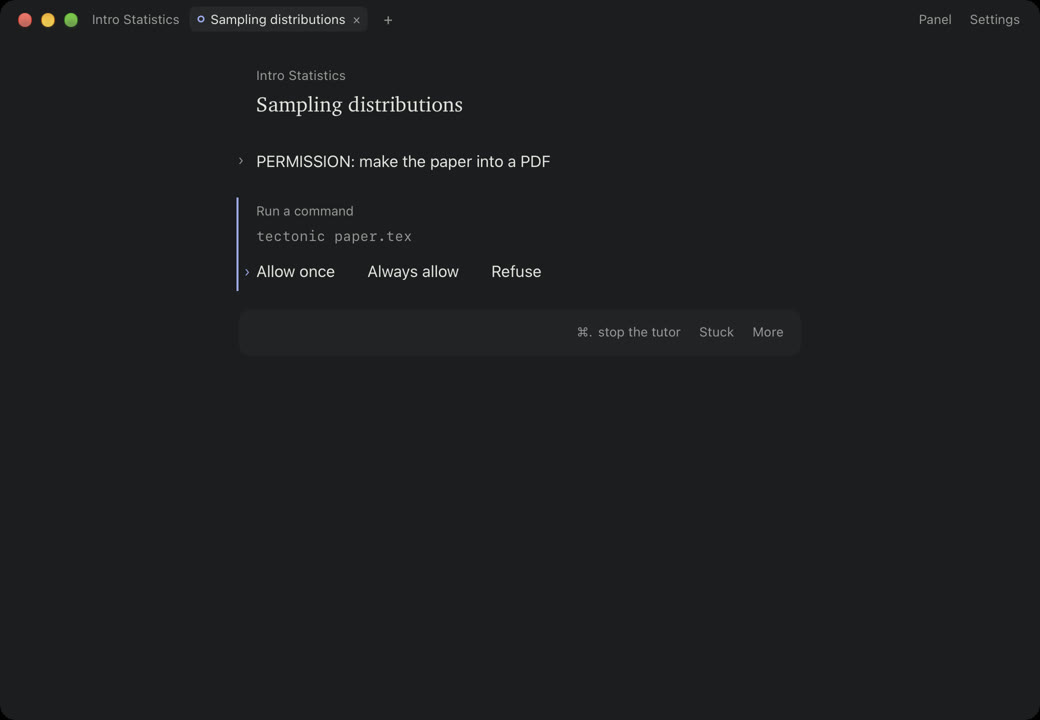 Intro Statistics
Sampling distributions ×
+
Panel
Settings
Intro Statistics
Sampling distributions
› PERMISSION: make the paper into a PDF
Run a command
tectonic paper.tex
› Allow once Always allow Refuse
⌘. stop the tutor Stuck More